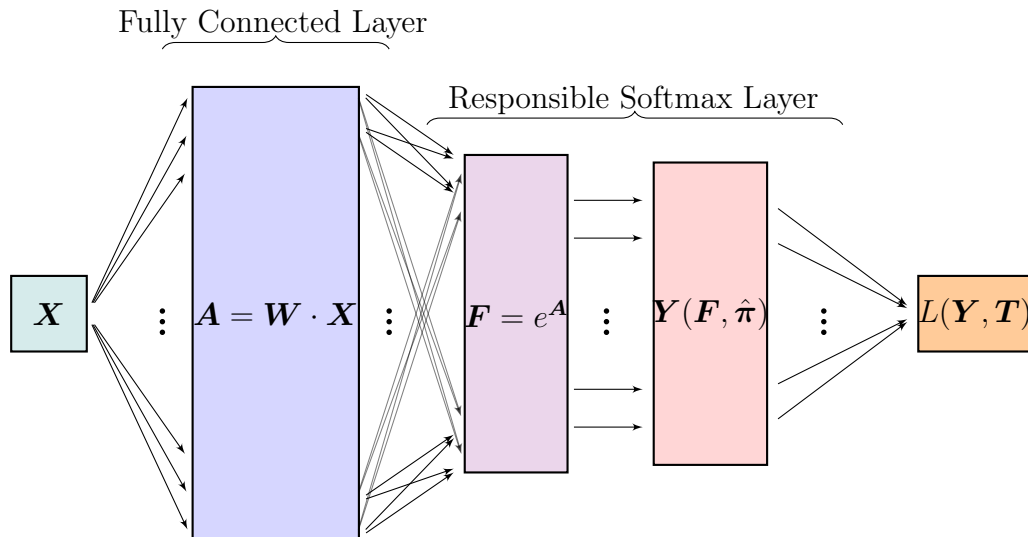 Fully Connected Layer
Responsible Softmax Layer
X
⋮
A = W · X
⋮
F = e^A
⋮
Y(F, π̂)
⋮
L(Y, T)